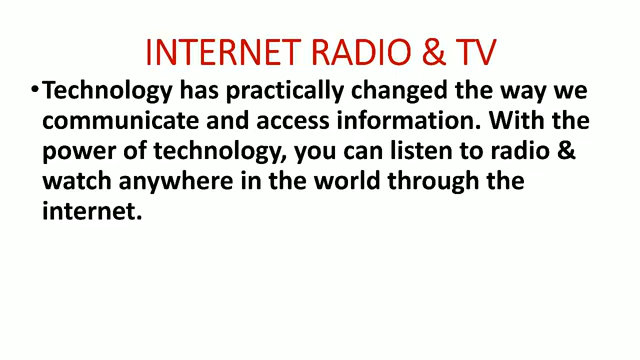 INTERNET RADIO & TV
•Technology has practically changed the way we
communicate and access information. With the
power of technology, you can listen to radio &
watch anywhere in the world through the
internet.